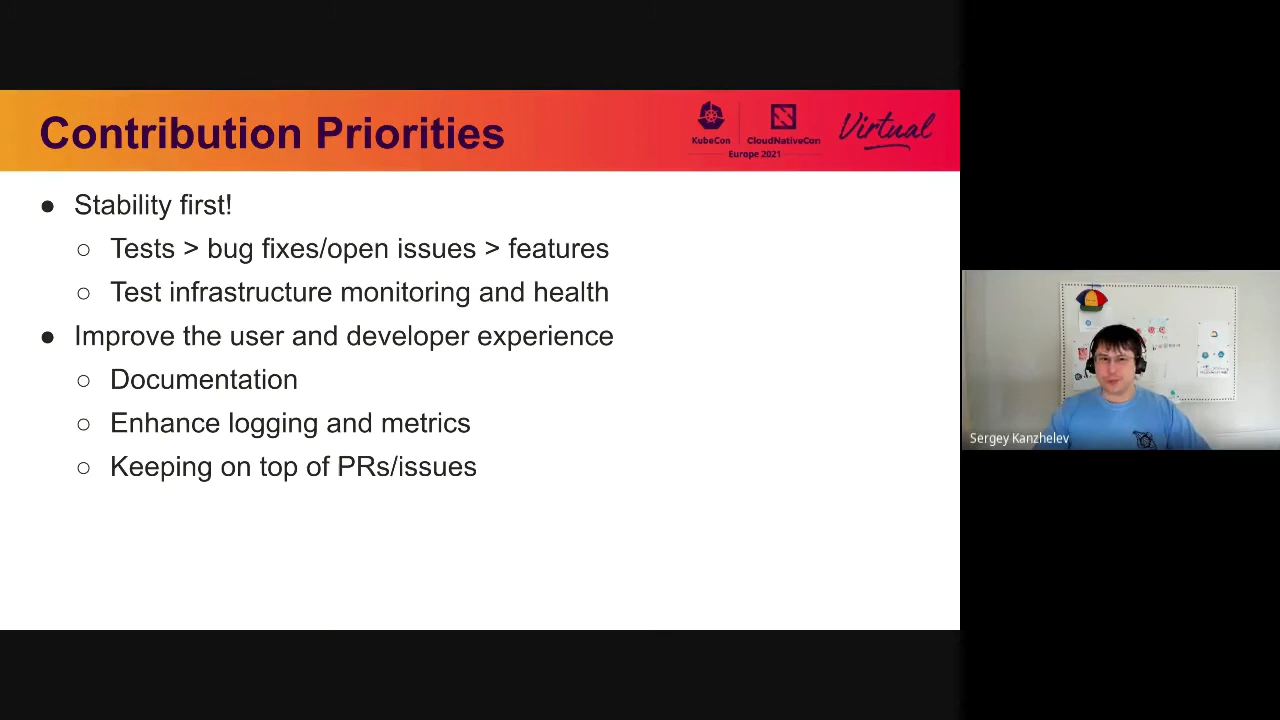 Contribution Priorities
KubeCon
CloudNativeCon
Europe 2021
Virtual
● Stability first!
○ Tests > bug fixes/open issues > features
○ Test infrastructure monitoring and health
● Improve the user and developer experience
○ Documentation
○ Enhance logging and metrics
○ Keeping on top of PRs/issues
Sergey Kanzhelev